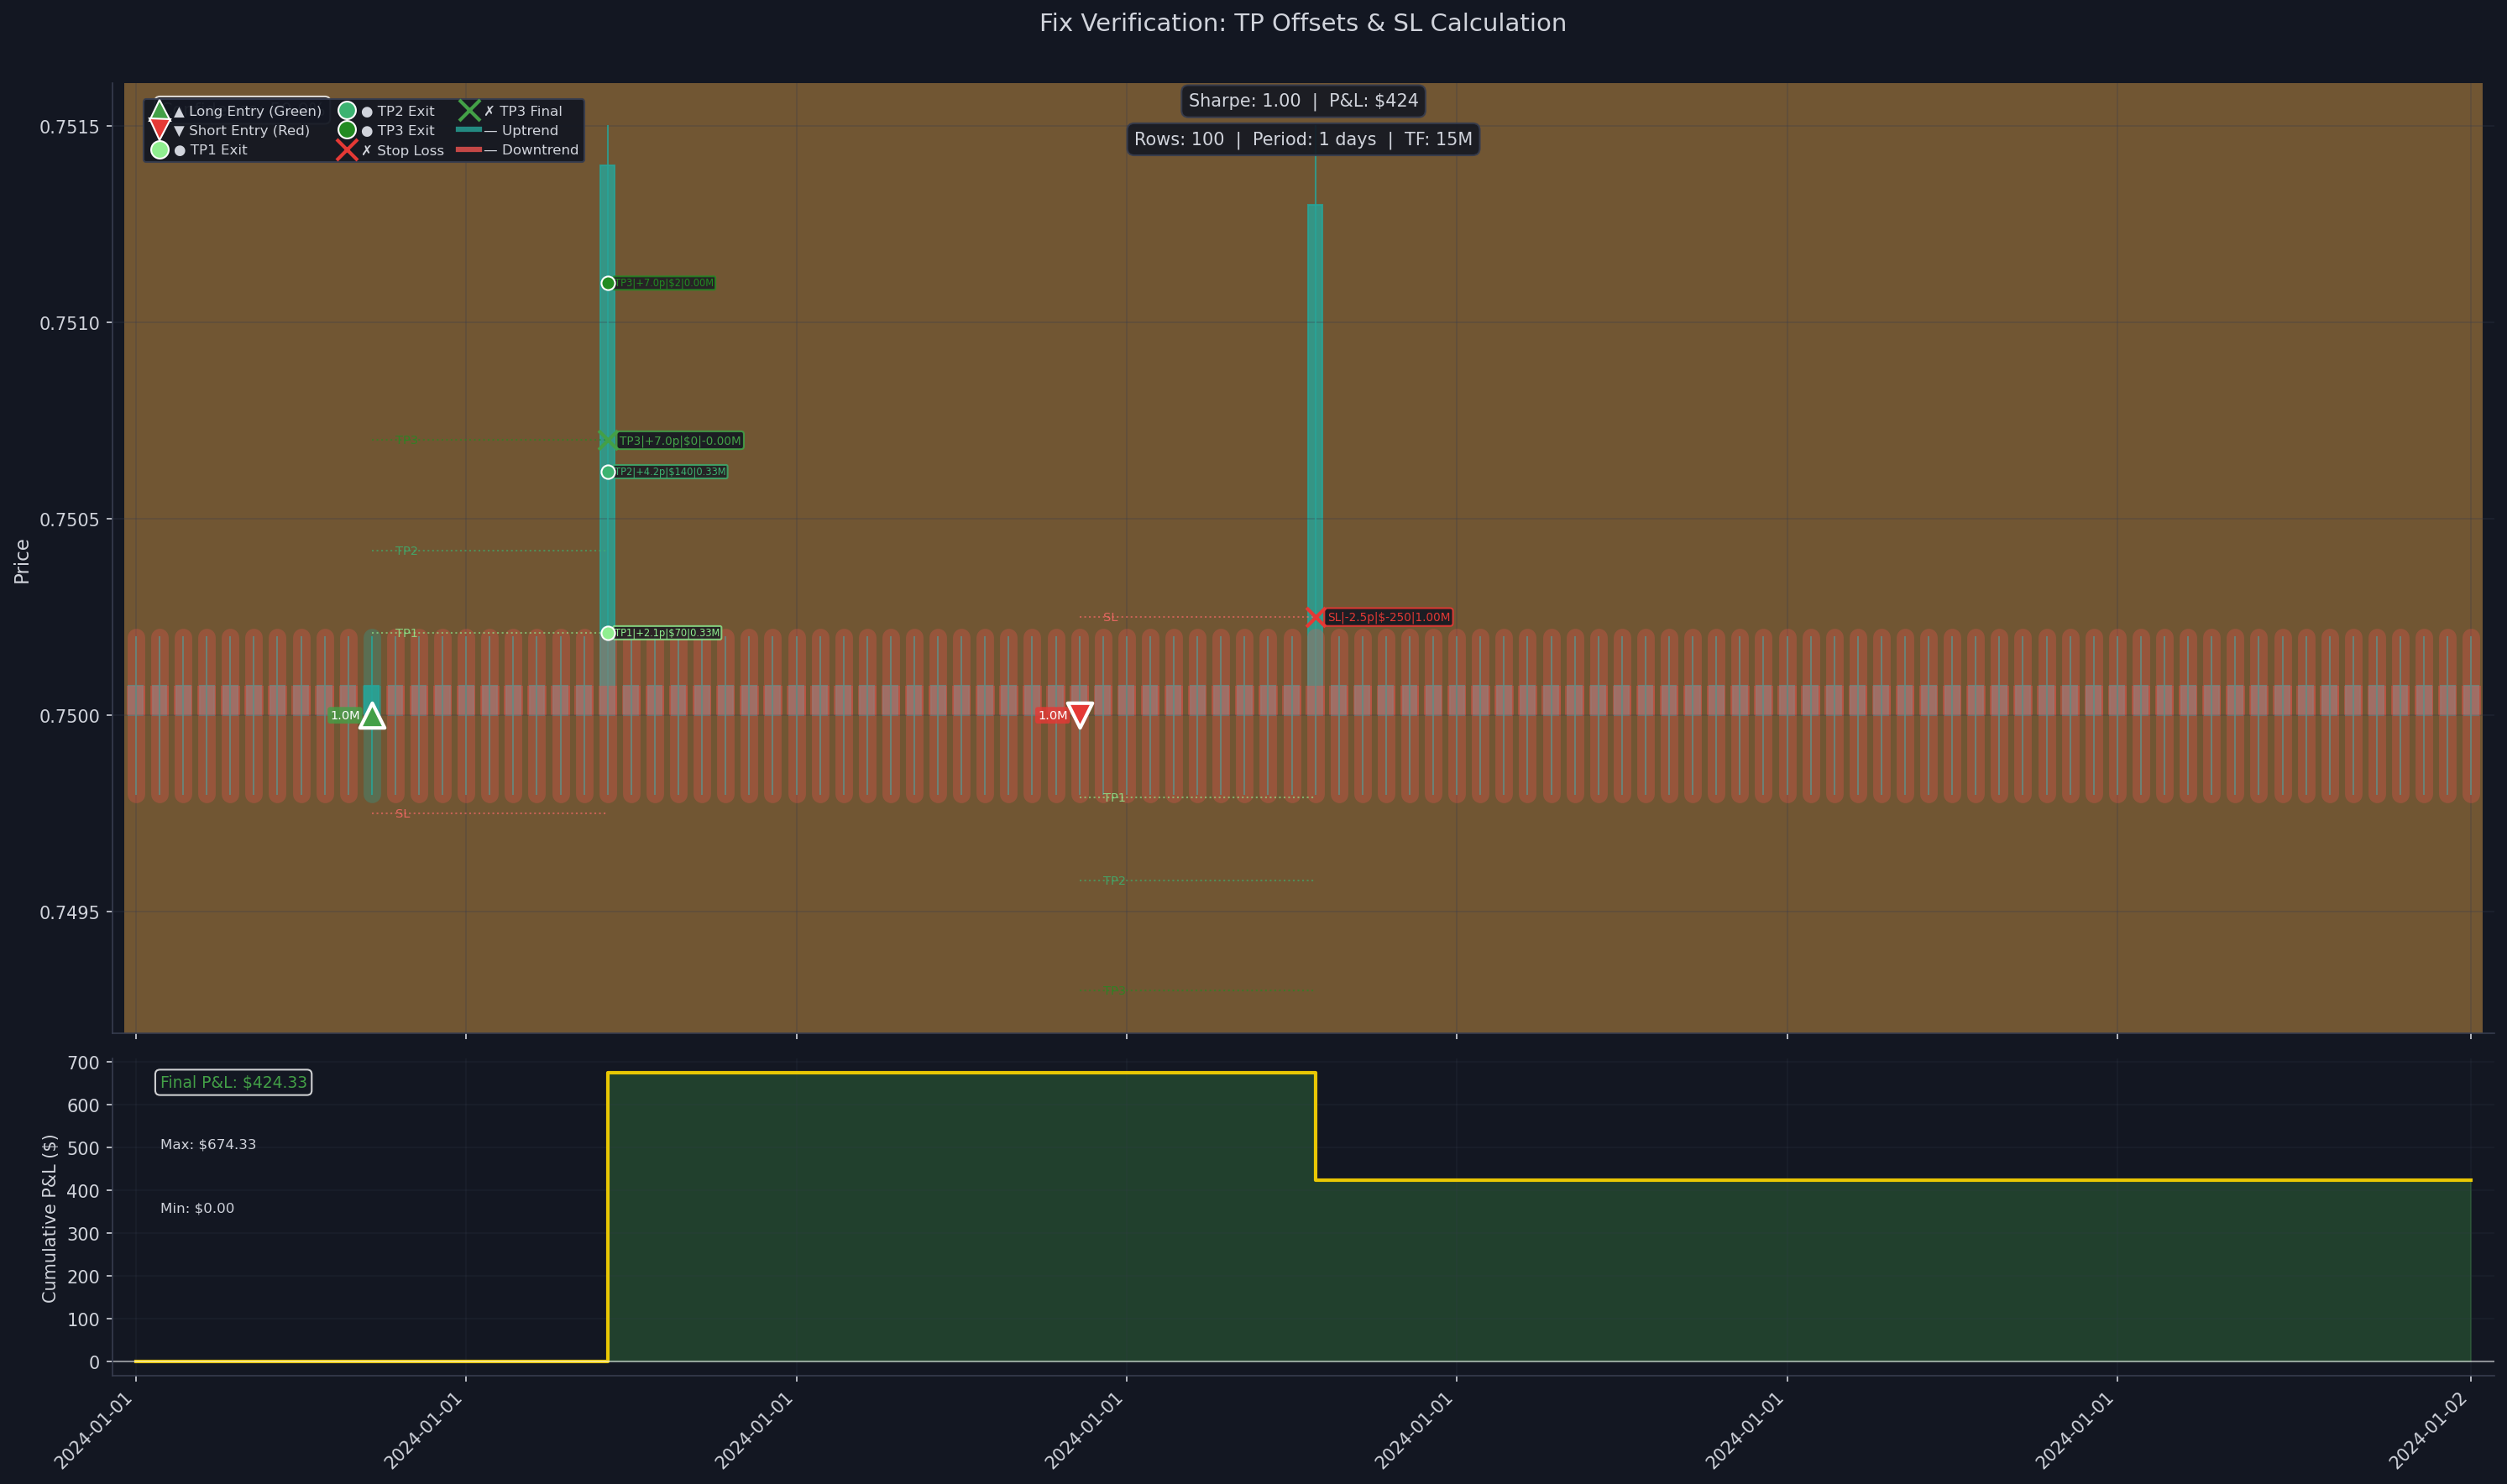 Fix Verification: TP Offsets & SL Calculation
▲ Long Entry (Green)
▼ Short Entry (Red)
● TP1 Exit
● TP2 Exit
● TP3 Exit
✗ Stop Loss
✗ TP3 Final
— Uptrend
— Downtrend
Sharpe: 1.00 | P&L: $424
Rows: 100 | Period: 1 days | TF: 15M
Price
0.7515
0.7510
0.7505
0.7500
0.7495
TP3|+7.0p|$2|0.00M
TP3|+7.0p|$0|-0.00M
TP2|+4.2p|$140|0.33M
TP2
TP1
TP1|+2.1p|$70|0.33M
SL
SL|-2.5p|$-250|1.00M
1.0M
1.0M
SL
TP1
TP2
Cumulative P&L ($)
700
600
500
400
300
200
100
0
Final P&L: $424.33
Max: $674.33
Min: $0.00
2024-01-01
2024-01-01
2024-01-01
2024-01-01
2024-01-01
2024-01-01
2024-01-01
2024-01-02